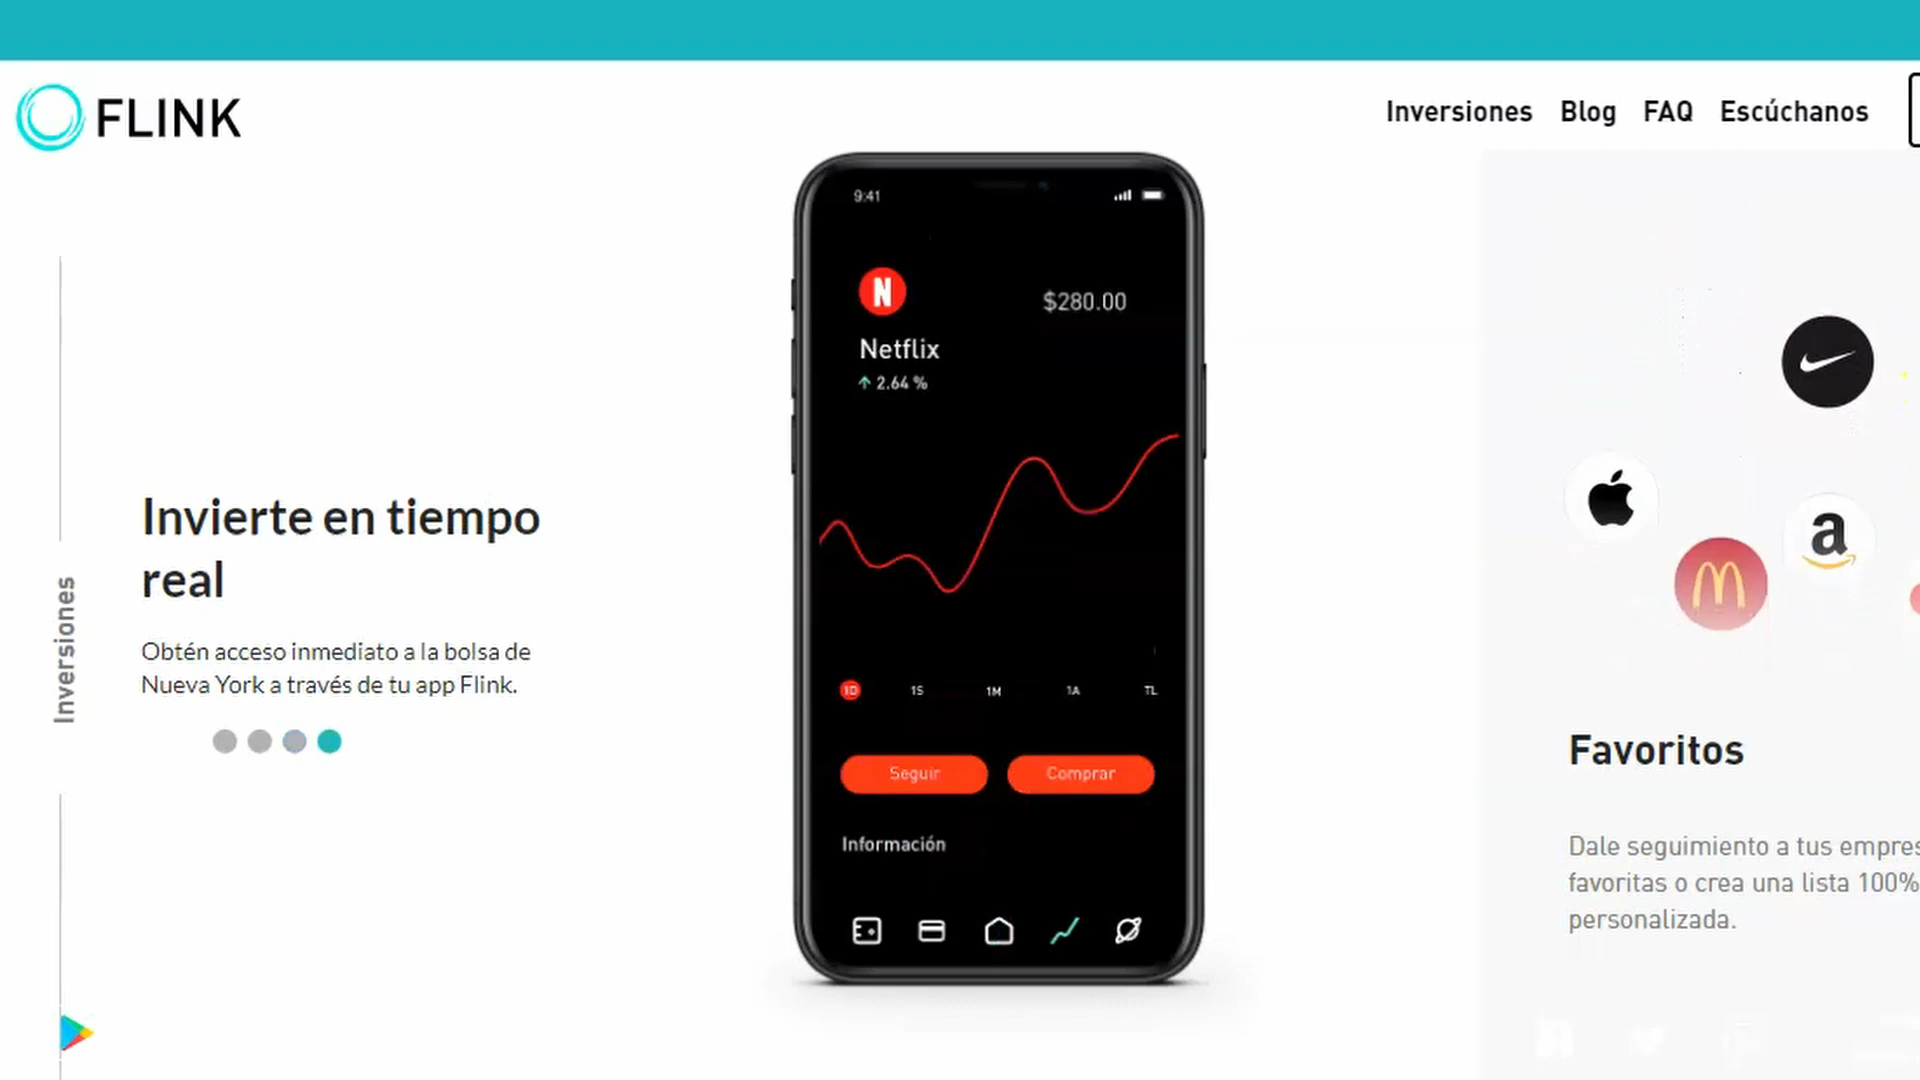 FLINK
Inversiones Blog FAQ Escúchanos
9:41
N
$280.00
Netflix
2.64 %
Invierte en tiempo
real
Obtén acceso inmediato a la bolsa de
Nueva York a través de tu app Flink.
Inversiones
1D 1S 1M 1A TL
Seguir Comprar
Información
a
Favoritos
Dale seguimiento a tus empres
favoritas o crea una lista 100%
personalizada.